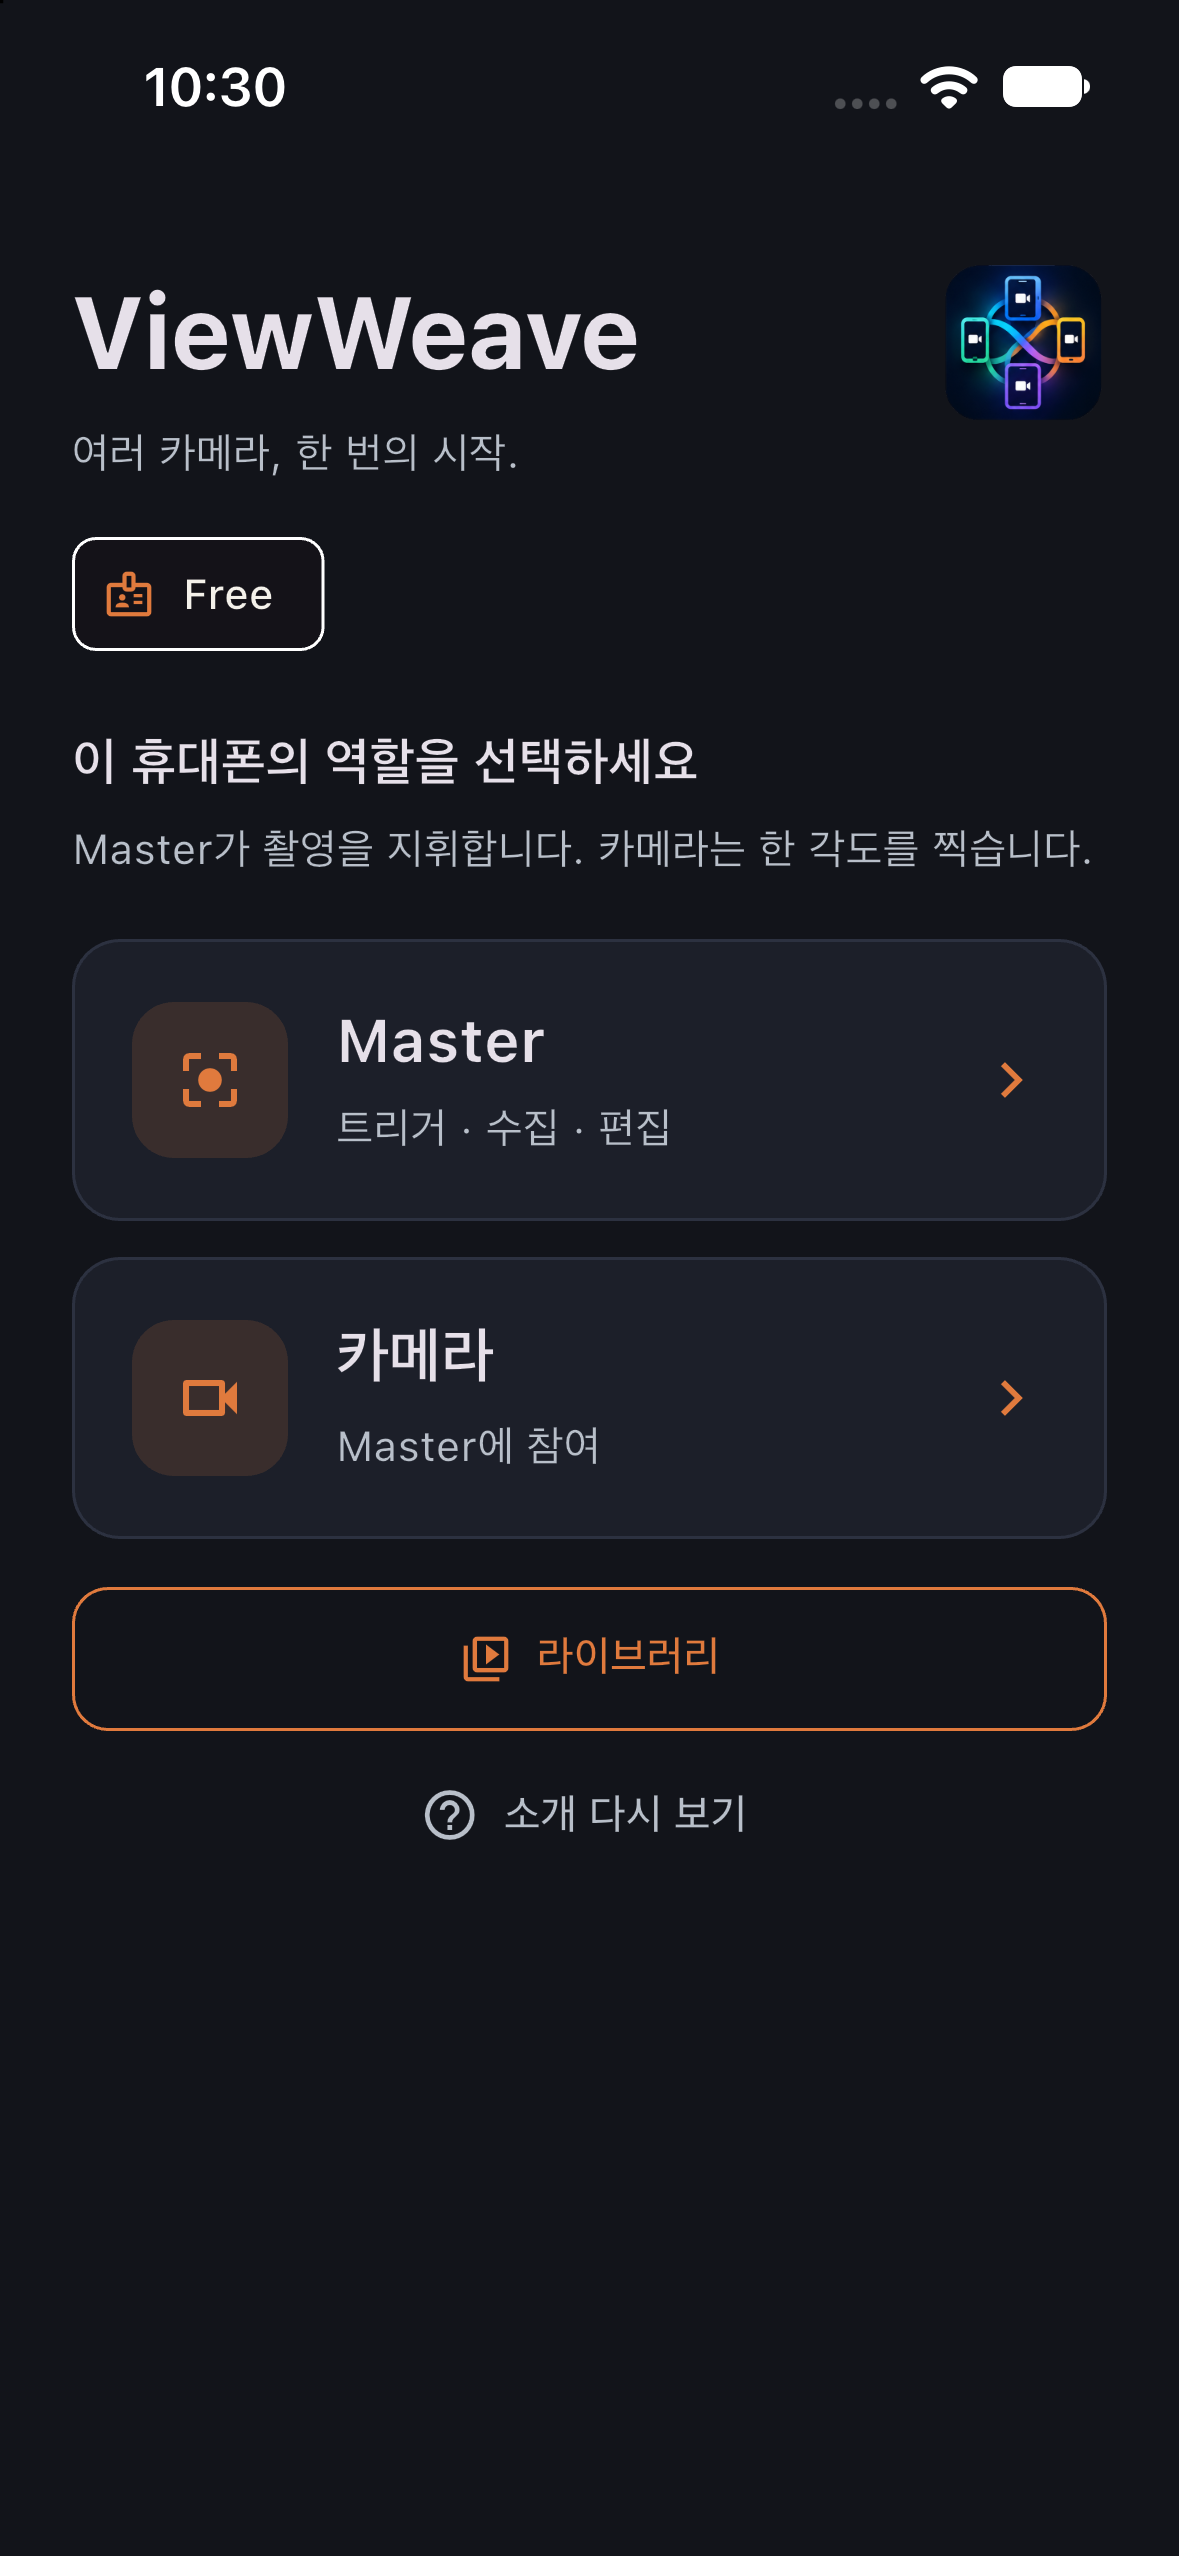 10:30
ViewWeave
여러 카메라, 한 번의 시작.
Free
이 휴대폰의 역할을 선택하세요
Master가 촬영을 지휘합니다. 카메라는 한 각도를 찍습니다.
Master
트리거 · 수집 · 편집
카메라
Master에 참여
라이브러리
소개 다시 보기